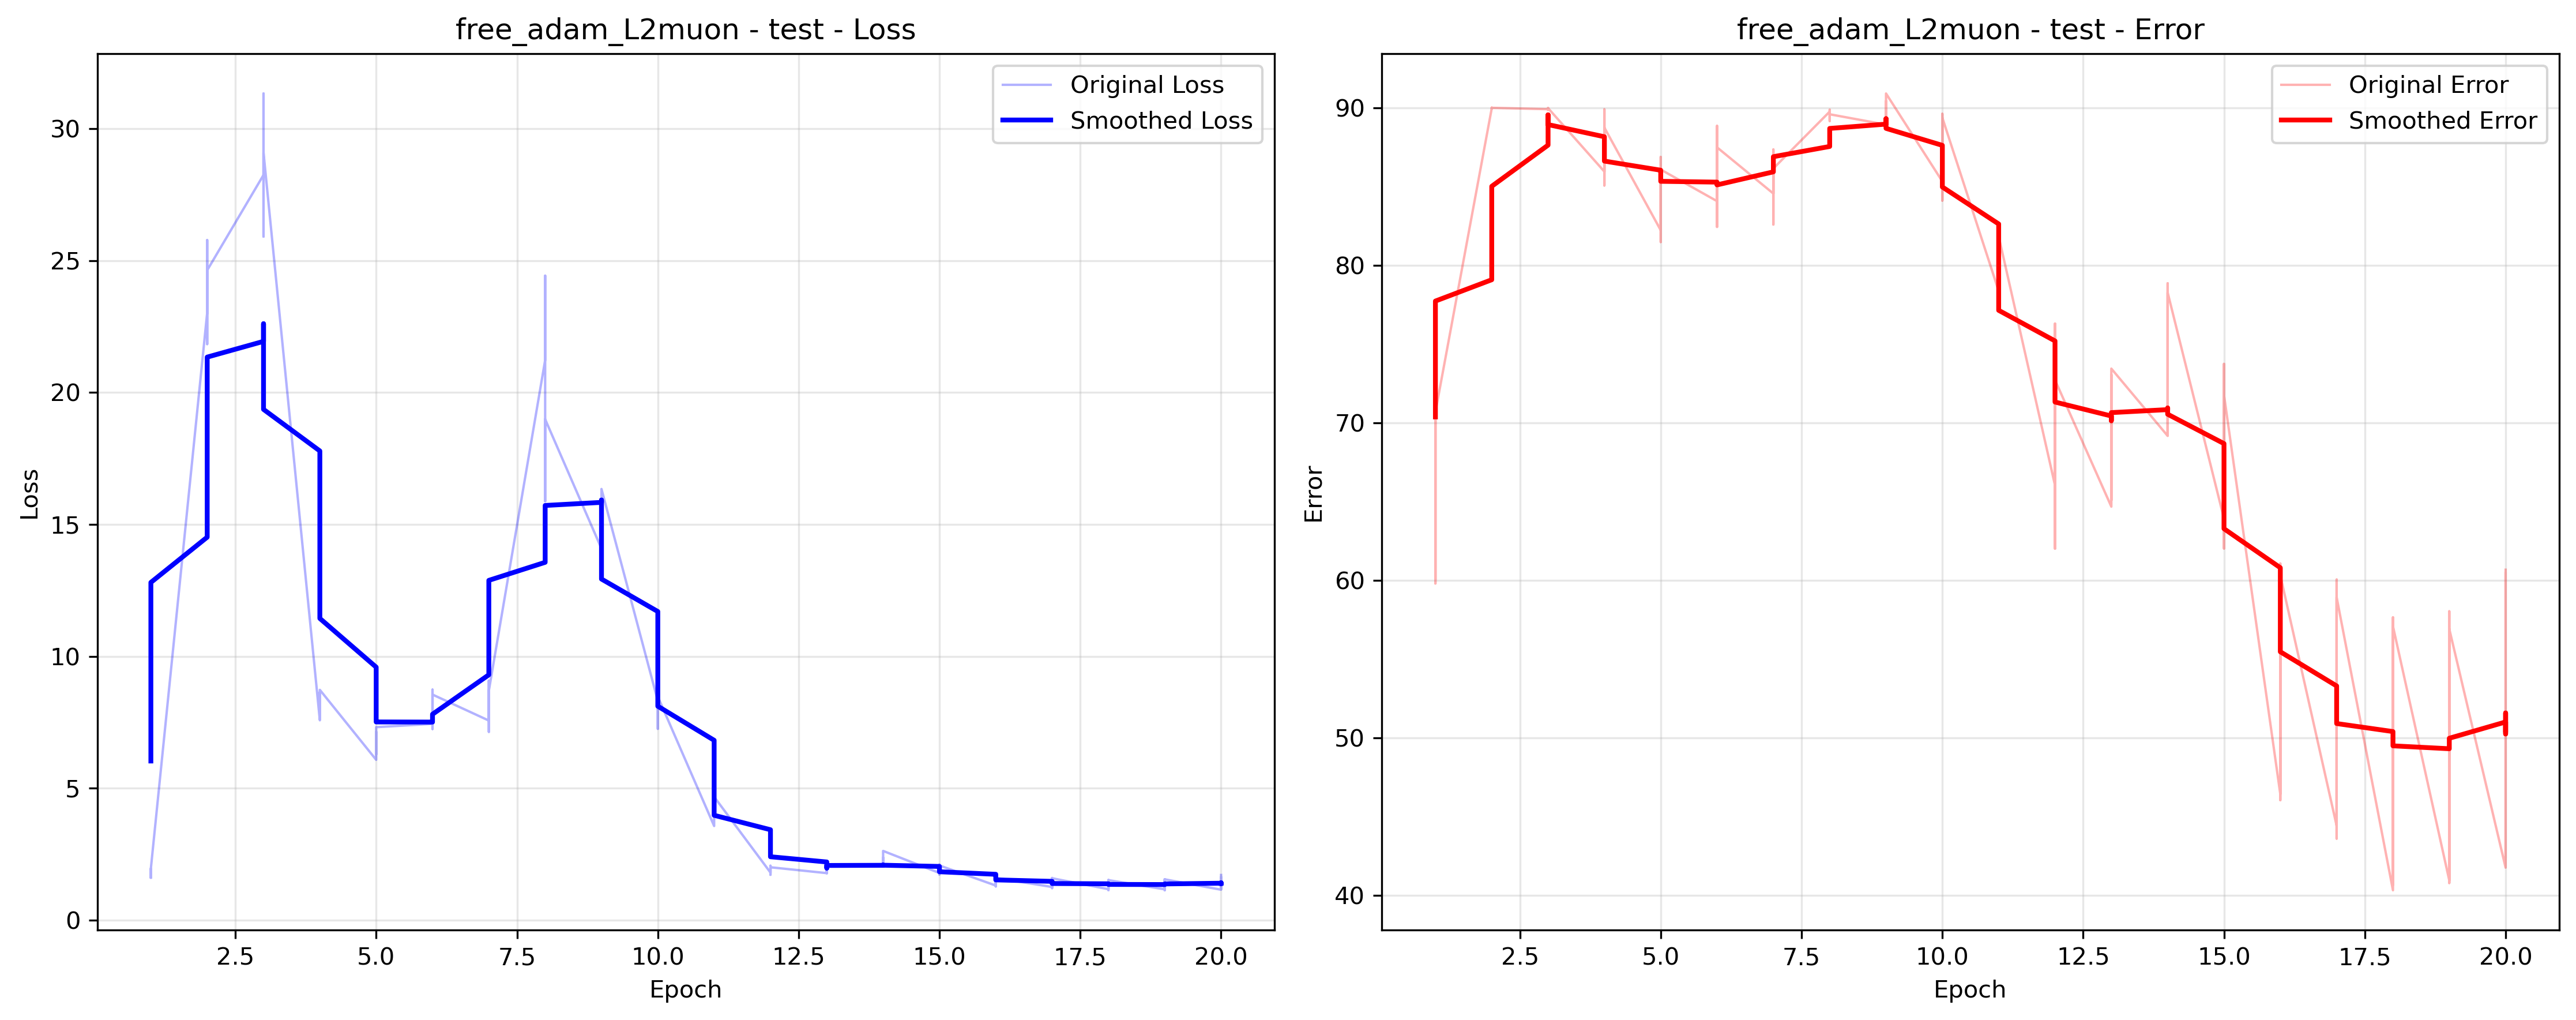 free_adam_L2muon - test - Loss
Original Loss
Smoothed Loss
30
25
20
15
10
5
0
Loss
2.5 5.0 7.5 10.0 12.5 15.0 17.5 20.0
Epoch
free_adam_L2muon - test - Error
Original Error
Smoothed Error
90
80
70
60
50
40
Error
2.5 5.0 7.5 10.0 12.5 15.0 17.5 20.0
Epoch